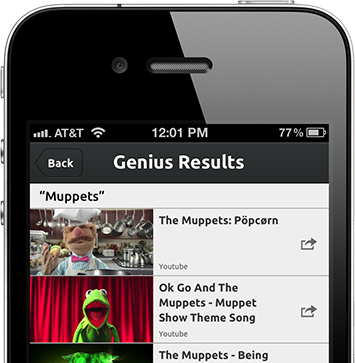 AT&T 12:01 PM 77%
Back Genius Results
“Muppets”
The Muppets: Pöpcørn
Youtube
Ok Go And The
Muppets - Muppet
Show Theme Song
Youtube
The Muppets - Being